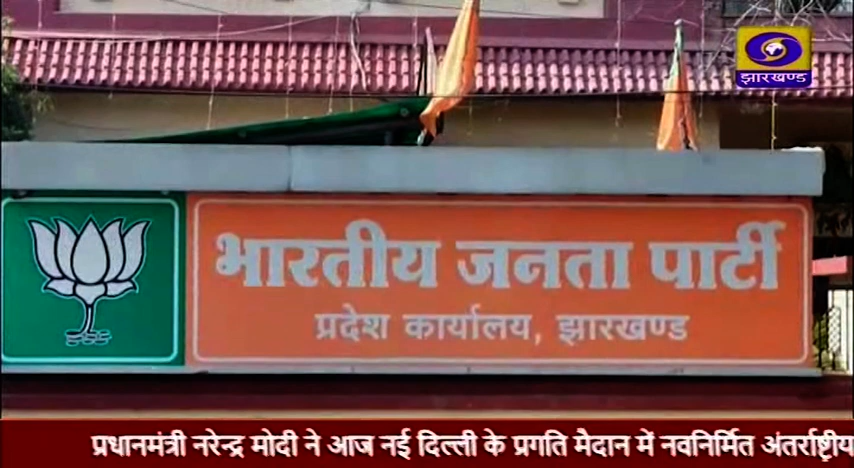 झारखण्ड
भारतीय जनता पार्टी
प्रदेश कार्यालय, झारखण्ड
प्रधानमंत्री नरेन्द्र मोदी ने आज नई दिल्ली के प्रगति मैदान में नवनिर्मित अंतर्राष्ट्रीय